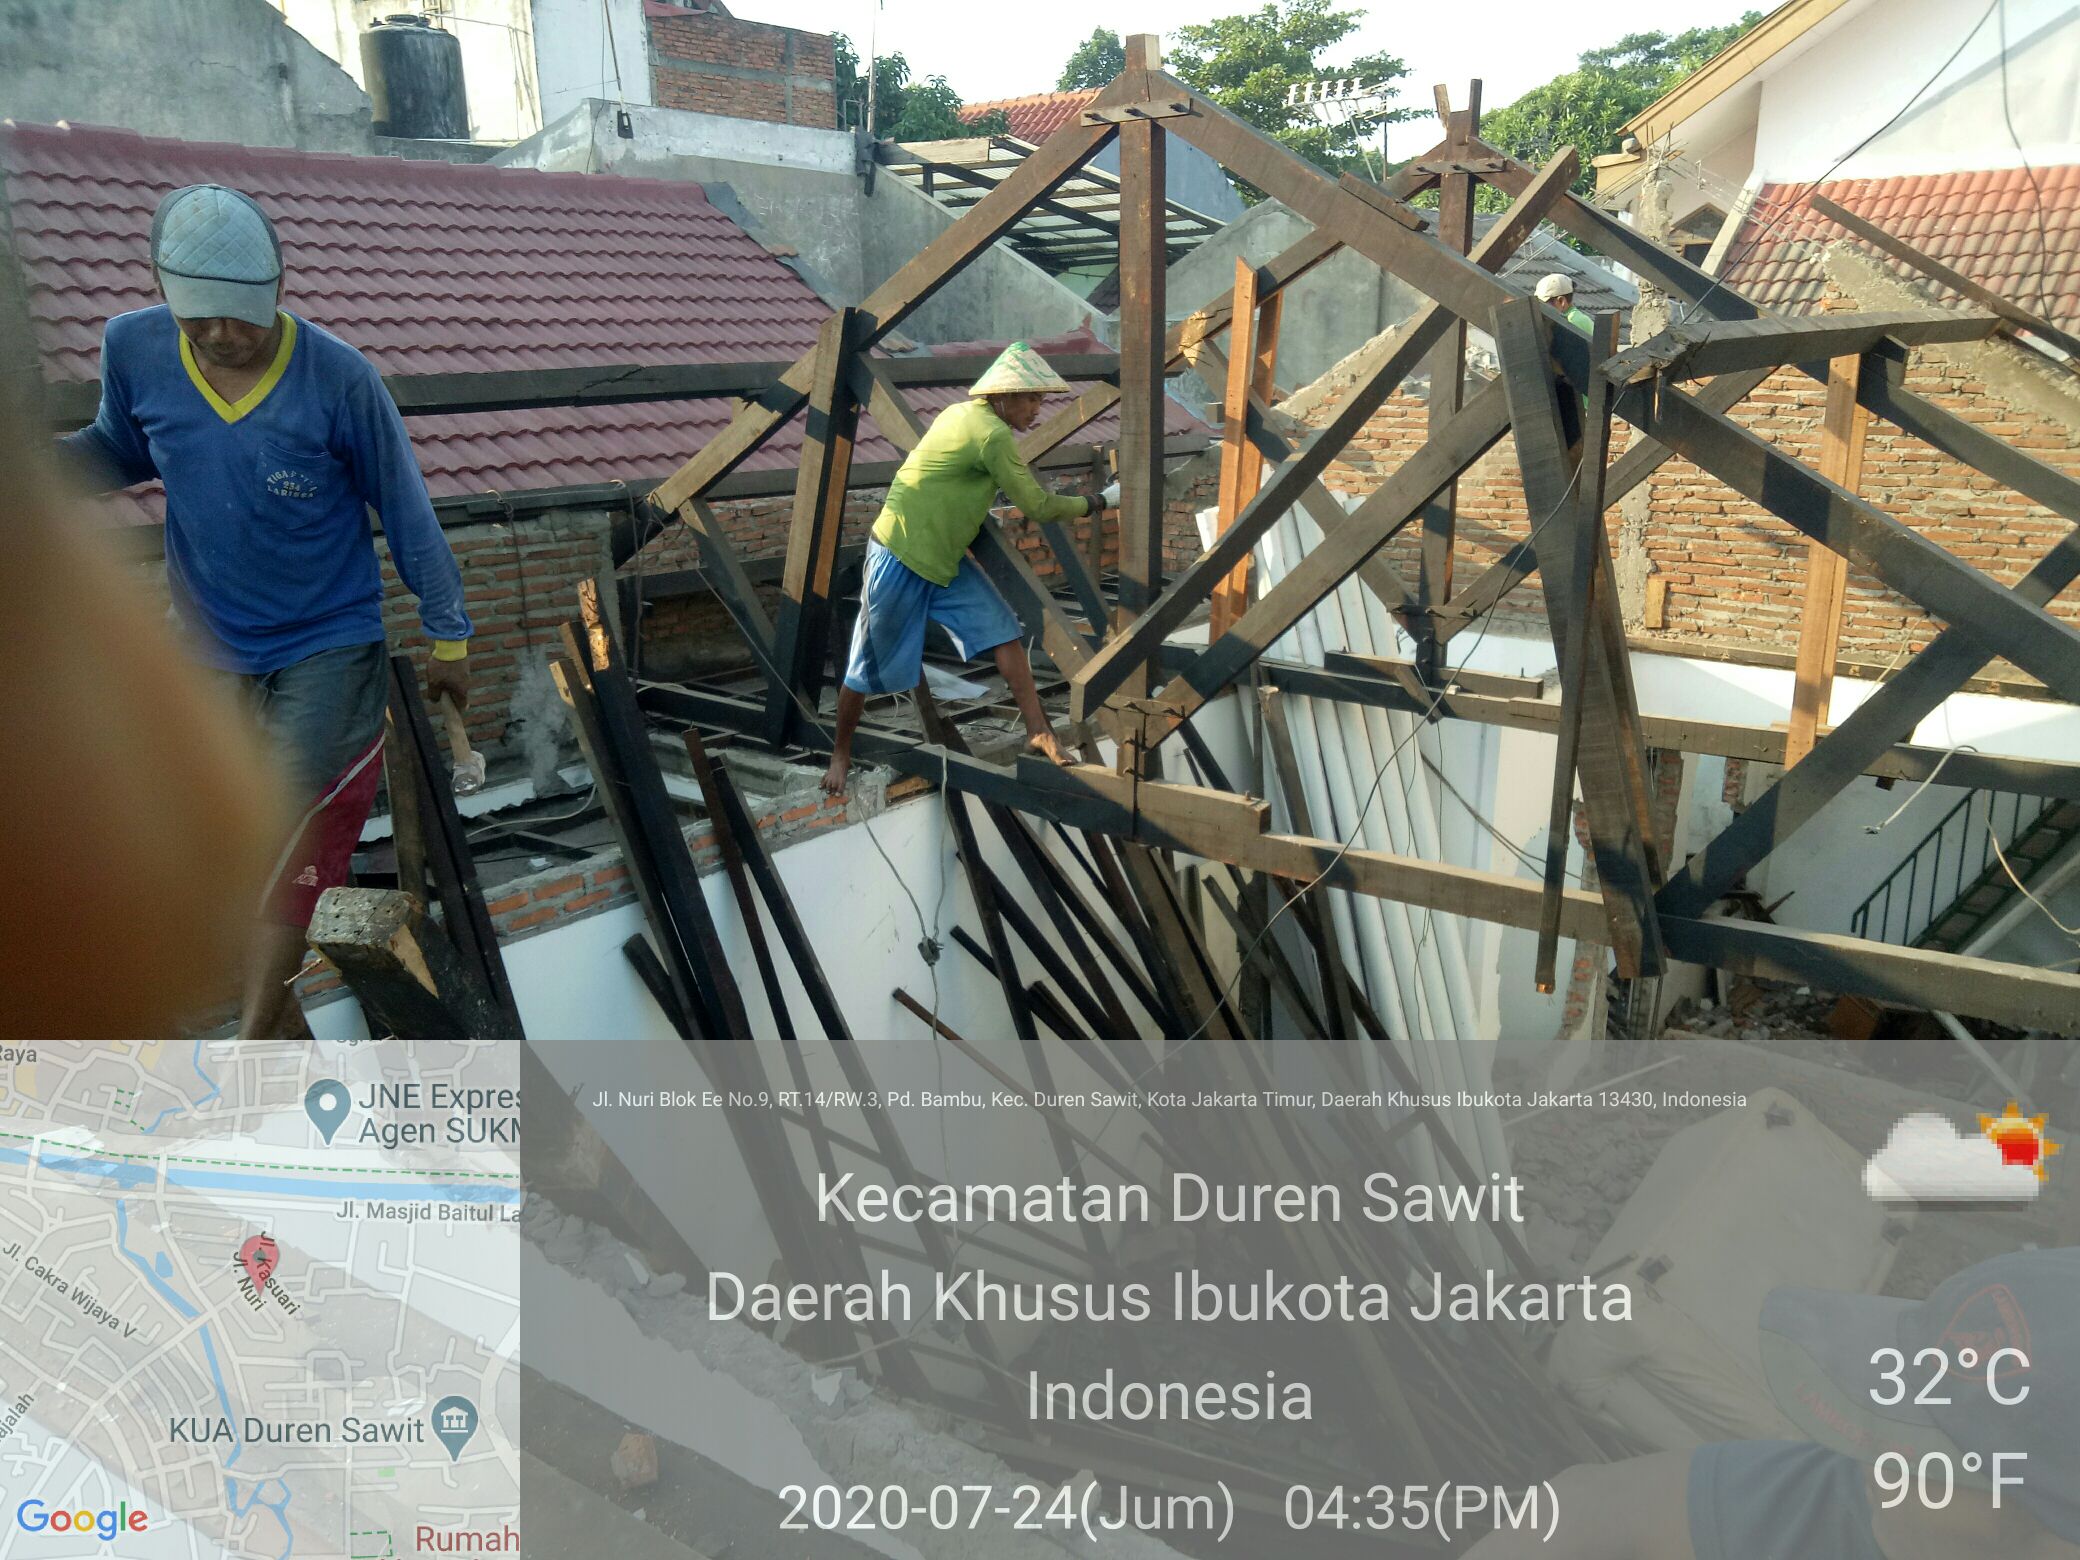 TIGA
234
LARISSA
Raya
JNE Expres
Agen SUKM
Jl. Masjid Baitul La
Jl. Cakra Wijaya V
Jl. Kasuari
Jl. Nuri
KUA Duren Sawit
Google
Rumah
Jl. Nuri Blok Ee No.9, RT.14/RW.3, Pd. Bambu, Kec. Duren Sawit, Kota Jakarta Timur, Daerah Khusus Ibukota Jakarta 13430, Indonesia
Kecamatan Duren Sawit
Daerah Khusus Ibukota Jakarta
Indonesia
2020-07-24(Jum) 04:35(PM)
32°C
90°F